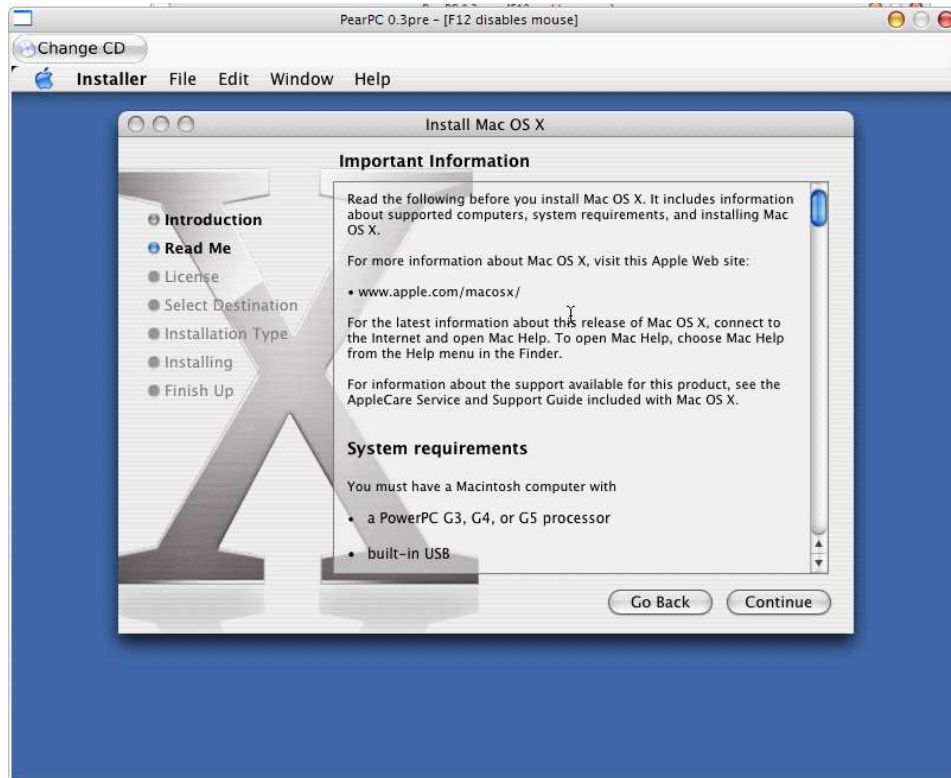 PearPC 0.3pre - [F12 disables mouse]
Change CD
Installer File Edit Window Help
Install Mac OS X
Important Information
Introduction
Read Me
License
Select Destination
Installation Type
Installing
Finish Up
Read the following before you install Mac OS X. It includes information
about supported computers, system requirements, and installing Mac
OS X.
For more information about Mac OS X, visit this Apple Web site:
• www.apple.com/macosx/
For the latest information about this release of Mac OS X, connect to
the Internet and open Mac Help. To open Mac Help, choose Mac Help
from the Help menu in the Finder.
For information about the support available for this product, see the
AppleCare Service and Support Guide included with Mac OS X.
System requirements
You must have a Macintosh computer with
• a PowerPC G3, G4, or G5 processor
• built-in USB
Go Back Continue